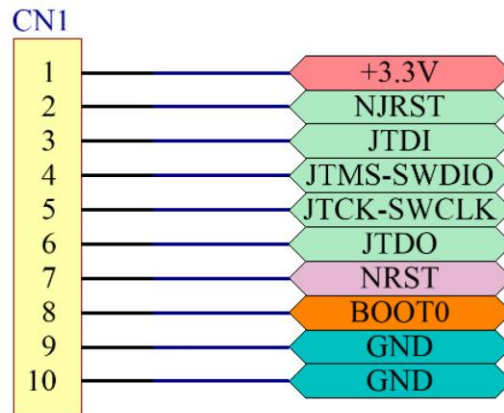 CN1
1 +3.3V
2 NJRST
3 JTDI
4 JTMS-SWDIO
5 JTCK-SWCLK
6 JTDO
7 NRST
8 BOOT0
9 GND
10 GND